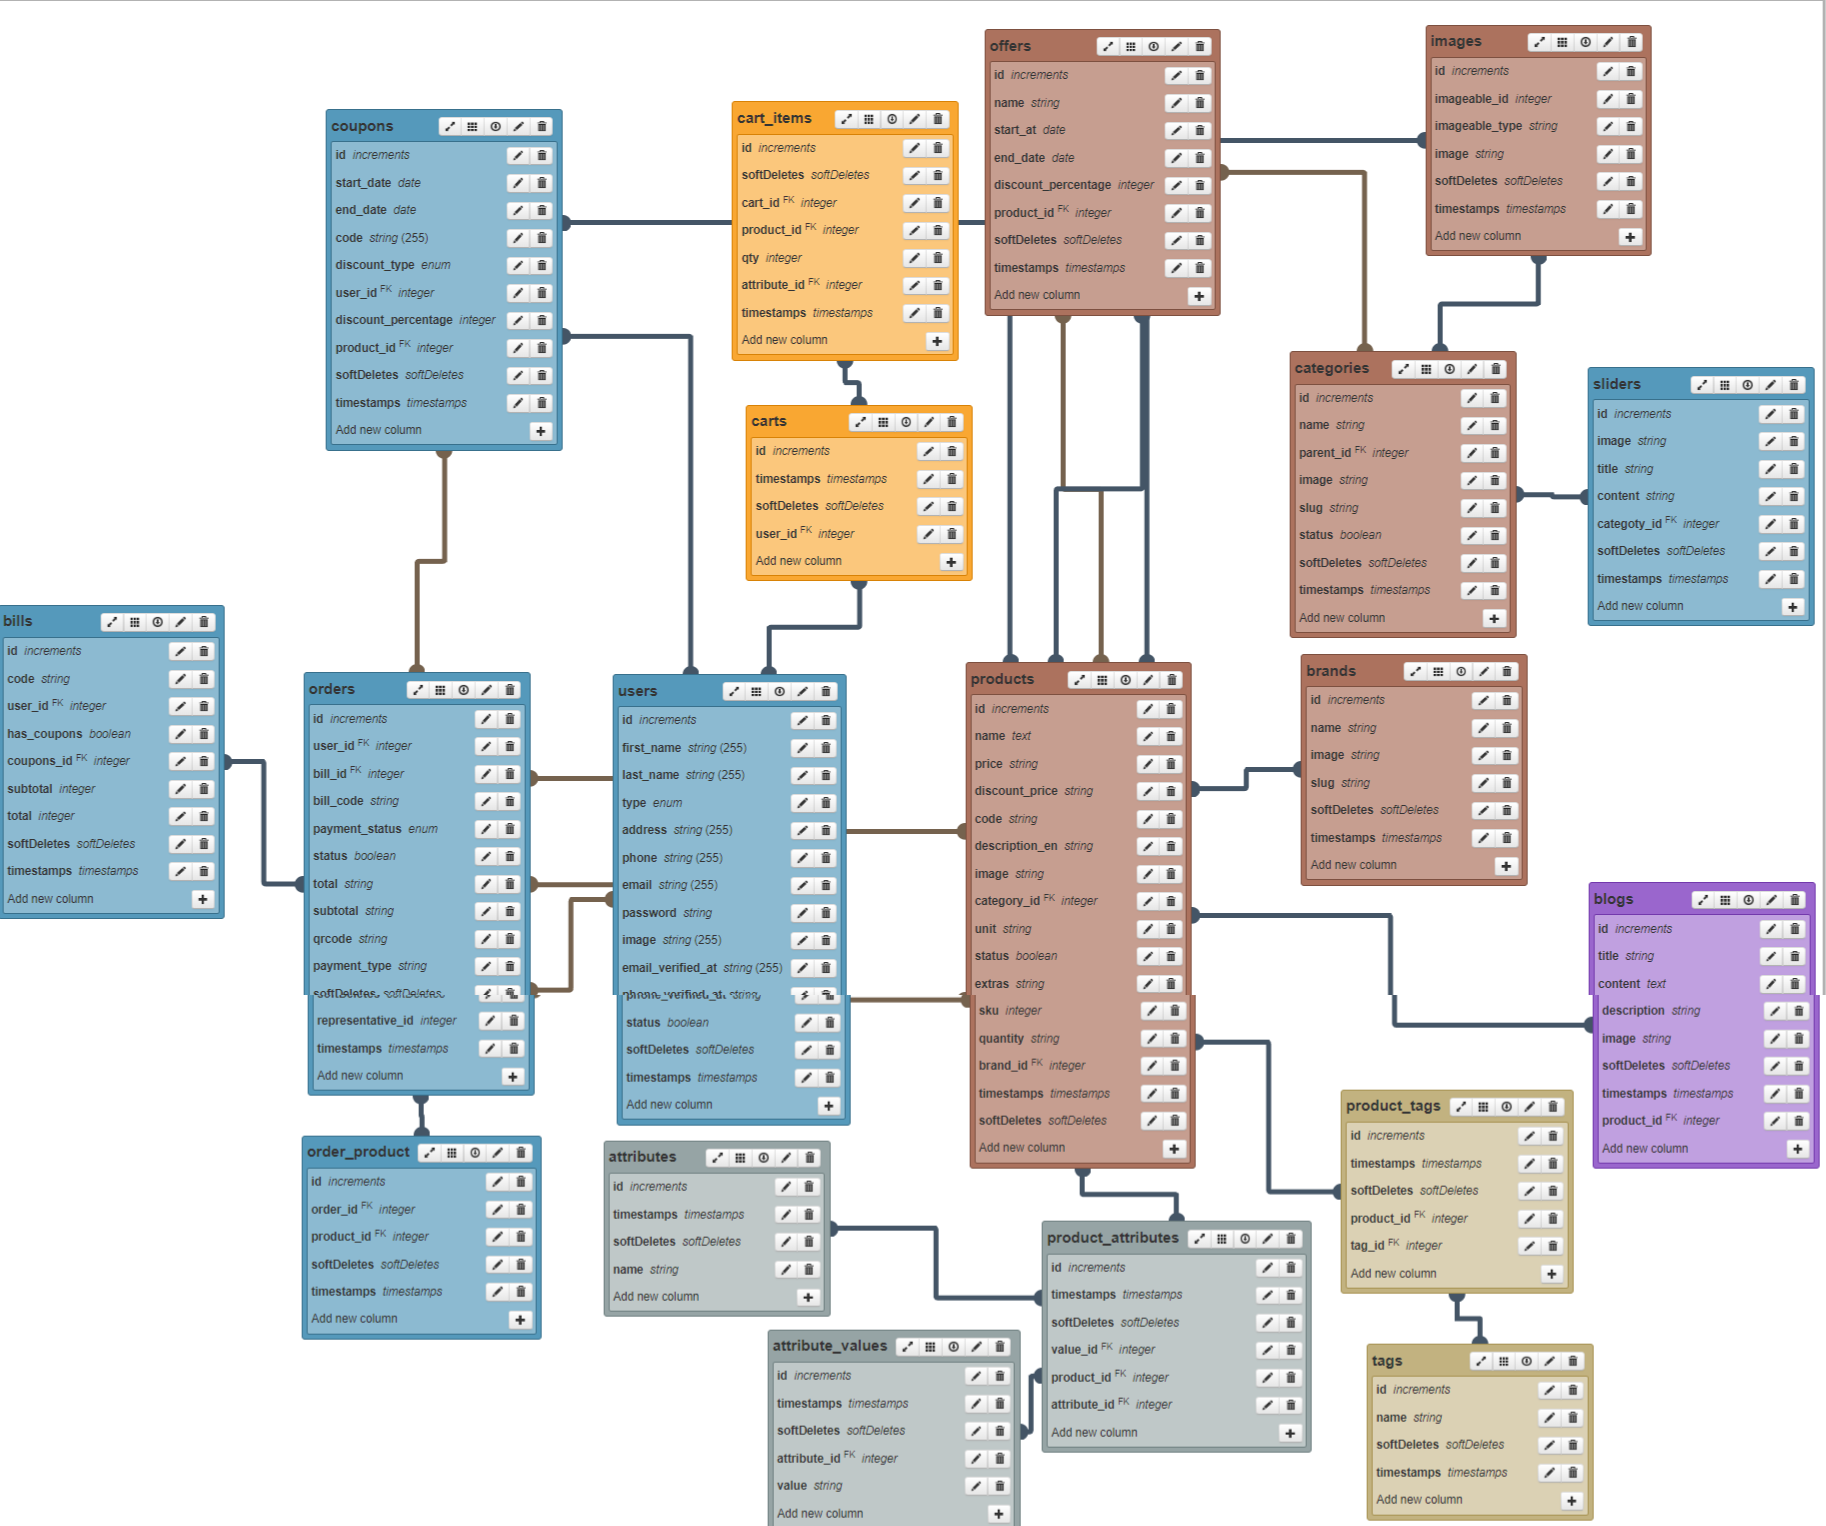 coupons
id increments
start_date date
end_date date
code string (255)
discount_type enum
user_id FK integer
discount_percentage integer
product_id FK integer
softDeletes softDeletes
timestamps timestamps
Add new column
cart_items
id increments
softDeletes softDeletes
cart_id FK integer
product_id FK integer
qty integer
attribute_id FK integer
timestamps timestamps
Add new column
offers
id increments
name string
start_at date
end_date date
discount_percentage integer
product_id FK integer
softDeletes softDeletes
timestamps timestamps
Add new column
images
id increments
imageable_id integer
imageable_type string
image string
softDeletes softDeletes
timestamps timestamps
Add new column
carts
id increments
timestamps timestamps
softDeletes softDeletes
user_id FK integer
Add new column
categories
id increments
name string
parent_id FK integer
image string
slug string
status boolean
softDeletes softDeletes
timestamps timestamps
Add new column
sliders
id increments
image string
title string
content string
categoty_id FK integer
softDeletes softDeletes
timestamps timestamps
Add new column
bills
id increments
code string
user_id FK integer
has_coupons boolean
coupons_id FK integer
subtotal integer
total integer
softDeletes softDeletes
timestamps timestamps
Add new column
orders
id increments
user_id FK integer
bill_id FK integer
bill_code string
payment_status enum
status boolean
total string
subtotal string
qrcode string
payment_type string
softDeletes softDeletes
representative_id integer
timestamps timestamps
Add new column
users
id increments
first_name string (255)
last_name string (255)
type enum
address string (255)
phone string (255)
email string (255)
password string
image string (255)
email_verified_at string (255)
phone_verified_at string
status boolean
softDeletes softDeletes
timestamps timestamps
Add new column
products
id increments
name text
price string
discount_price string
code string
description_en string
image string
category_id FK integer
unit string
status boolean
extras string
sku integer
quantity string
brand_id FK integer
timestamps timestamps
softDeletes softDeletes
Add new column
brands
id increments
name string
image string
slug string
softDeletes softDeletes
timestamps timestamps
Add new column
blogs
id increments
title string
content text
description string
image string
softDeletes softDeletes
timestamps timestamps
product_id FK integer
Add new column
order_product
id increments
order_id FK integer
product_id FK integer
softDeletes softDeletes
timestamps timestamps
Add new column
attributes
id increments
timestamps timestamps
softDeletes softDeletes
name string
Add new column
product_tags
id increments
timestamps timestamps
softDeletes softDeletes
product_id FK integer
tag_id FK integer
Add new column
product_attributes
id increments
timestamps timestamps
softDeletes softDeletes
value_id FK integer
product_id FK integer
attribute_id FK integer
Add new column
attribute_values
id increments
timestamps timestamps
softDeletes softDeletes
attribute_id FK integer
value string
Add new column
tags
id increments
name string
softDeletes softDeletes
timestamps timestamps
Add new column